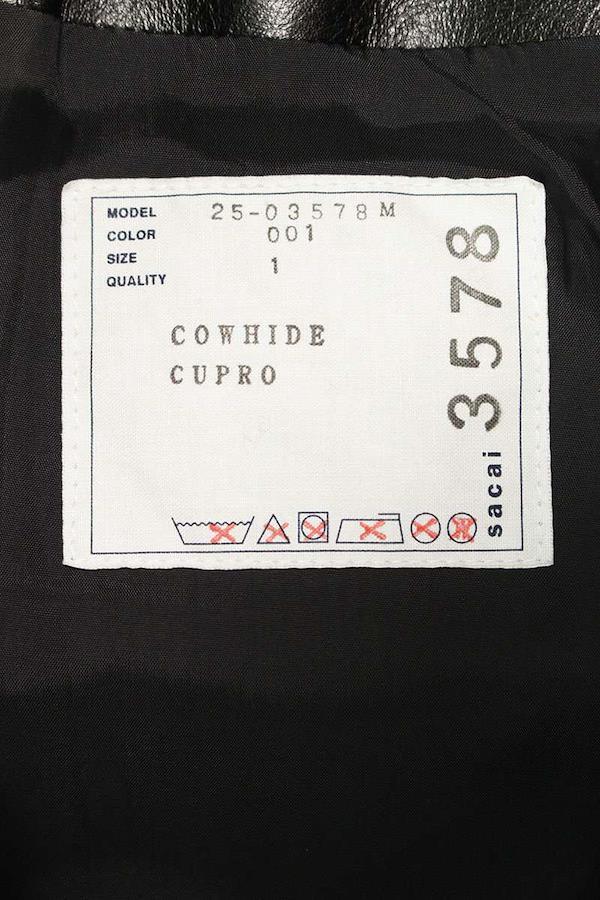 MODEL 25-03578M
COLOR 001
SIZE 1
QUALITY
COWHIDE
CUPRO
sacai 3578